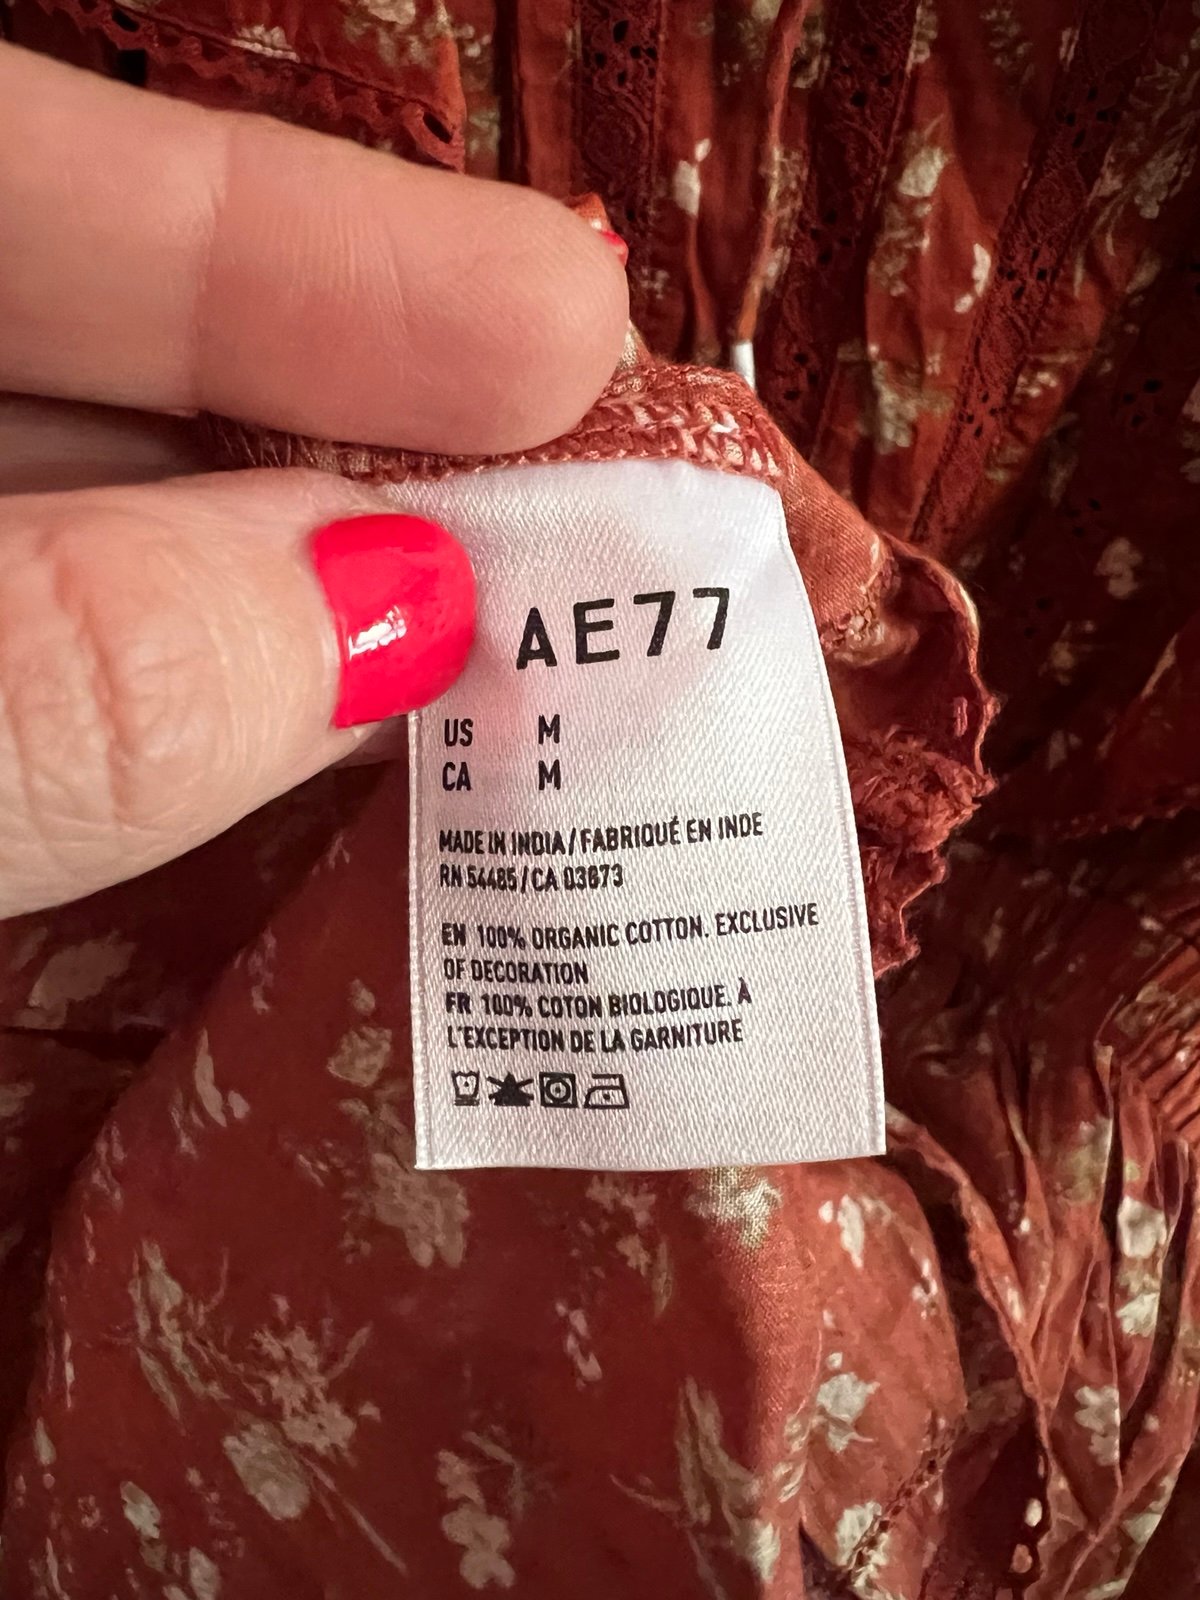 AE77
US M
CA M
MADE IN INDIA / FABRIQUÉ EN INDE
RN 54485 / CA 03673
EN 100% ORGANIC COTTON. EXCLUSIVE
OF DECORATION
FR 100% COTON BIOLOGIQUE. À
L'EXCEPTION DE LA GARNITURE